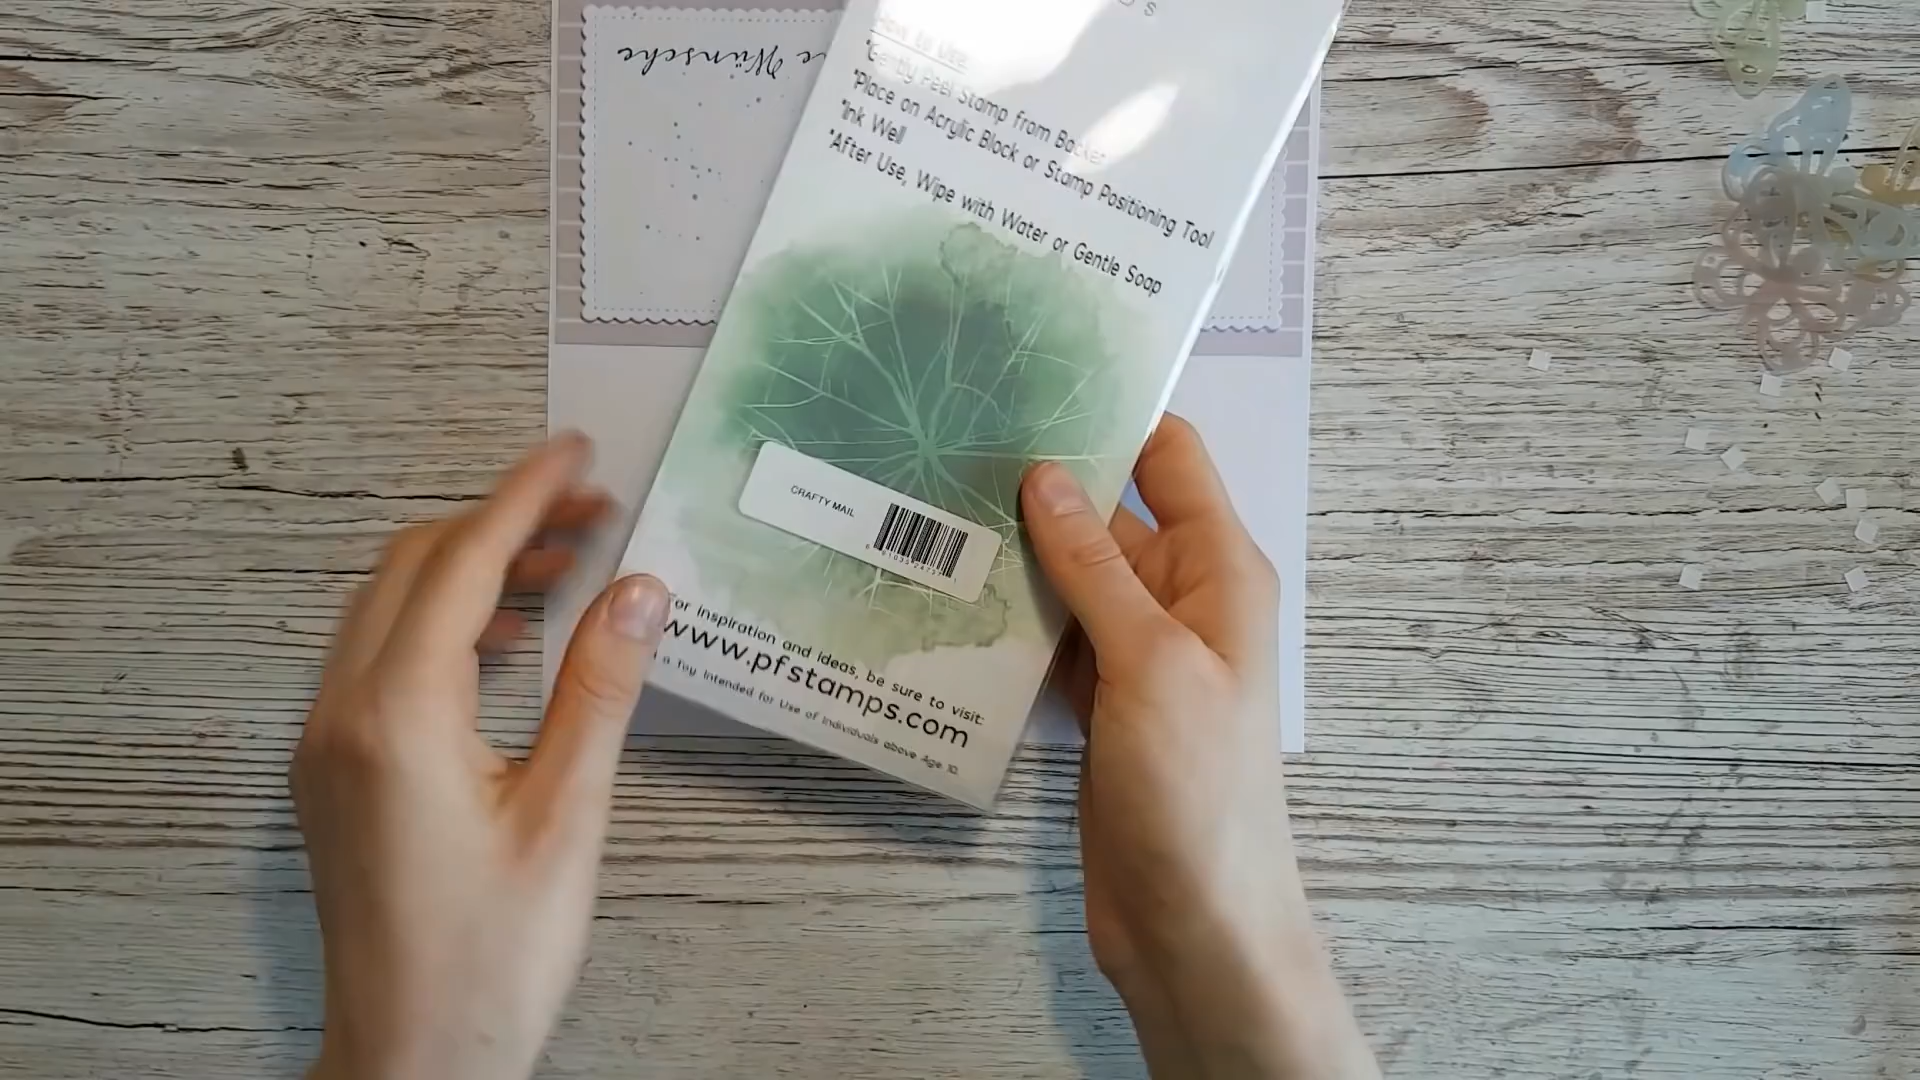 How to Use:
*Gently Peel Stamp from Backer
*Place on Acrylic Block or Stamp Positioning Tool
*Ink Well
*After Use, Wipe with Water or Gentle Soap
CRAFTY MAIL
For inspiration and ideas, be sure to visit:
www.pfstamps.com
a Toy Intended for Use of Individuals above Age 10.
Wünsche